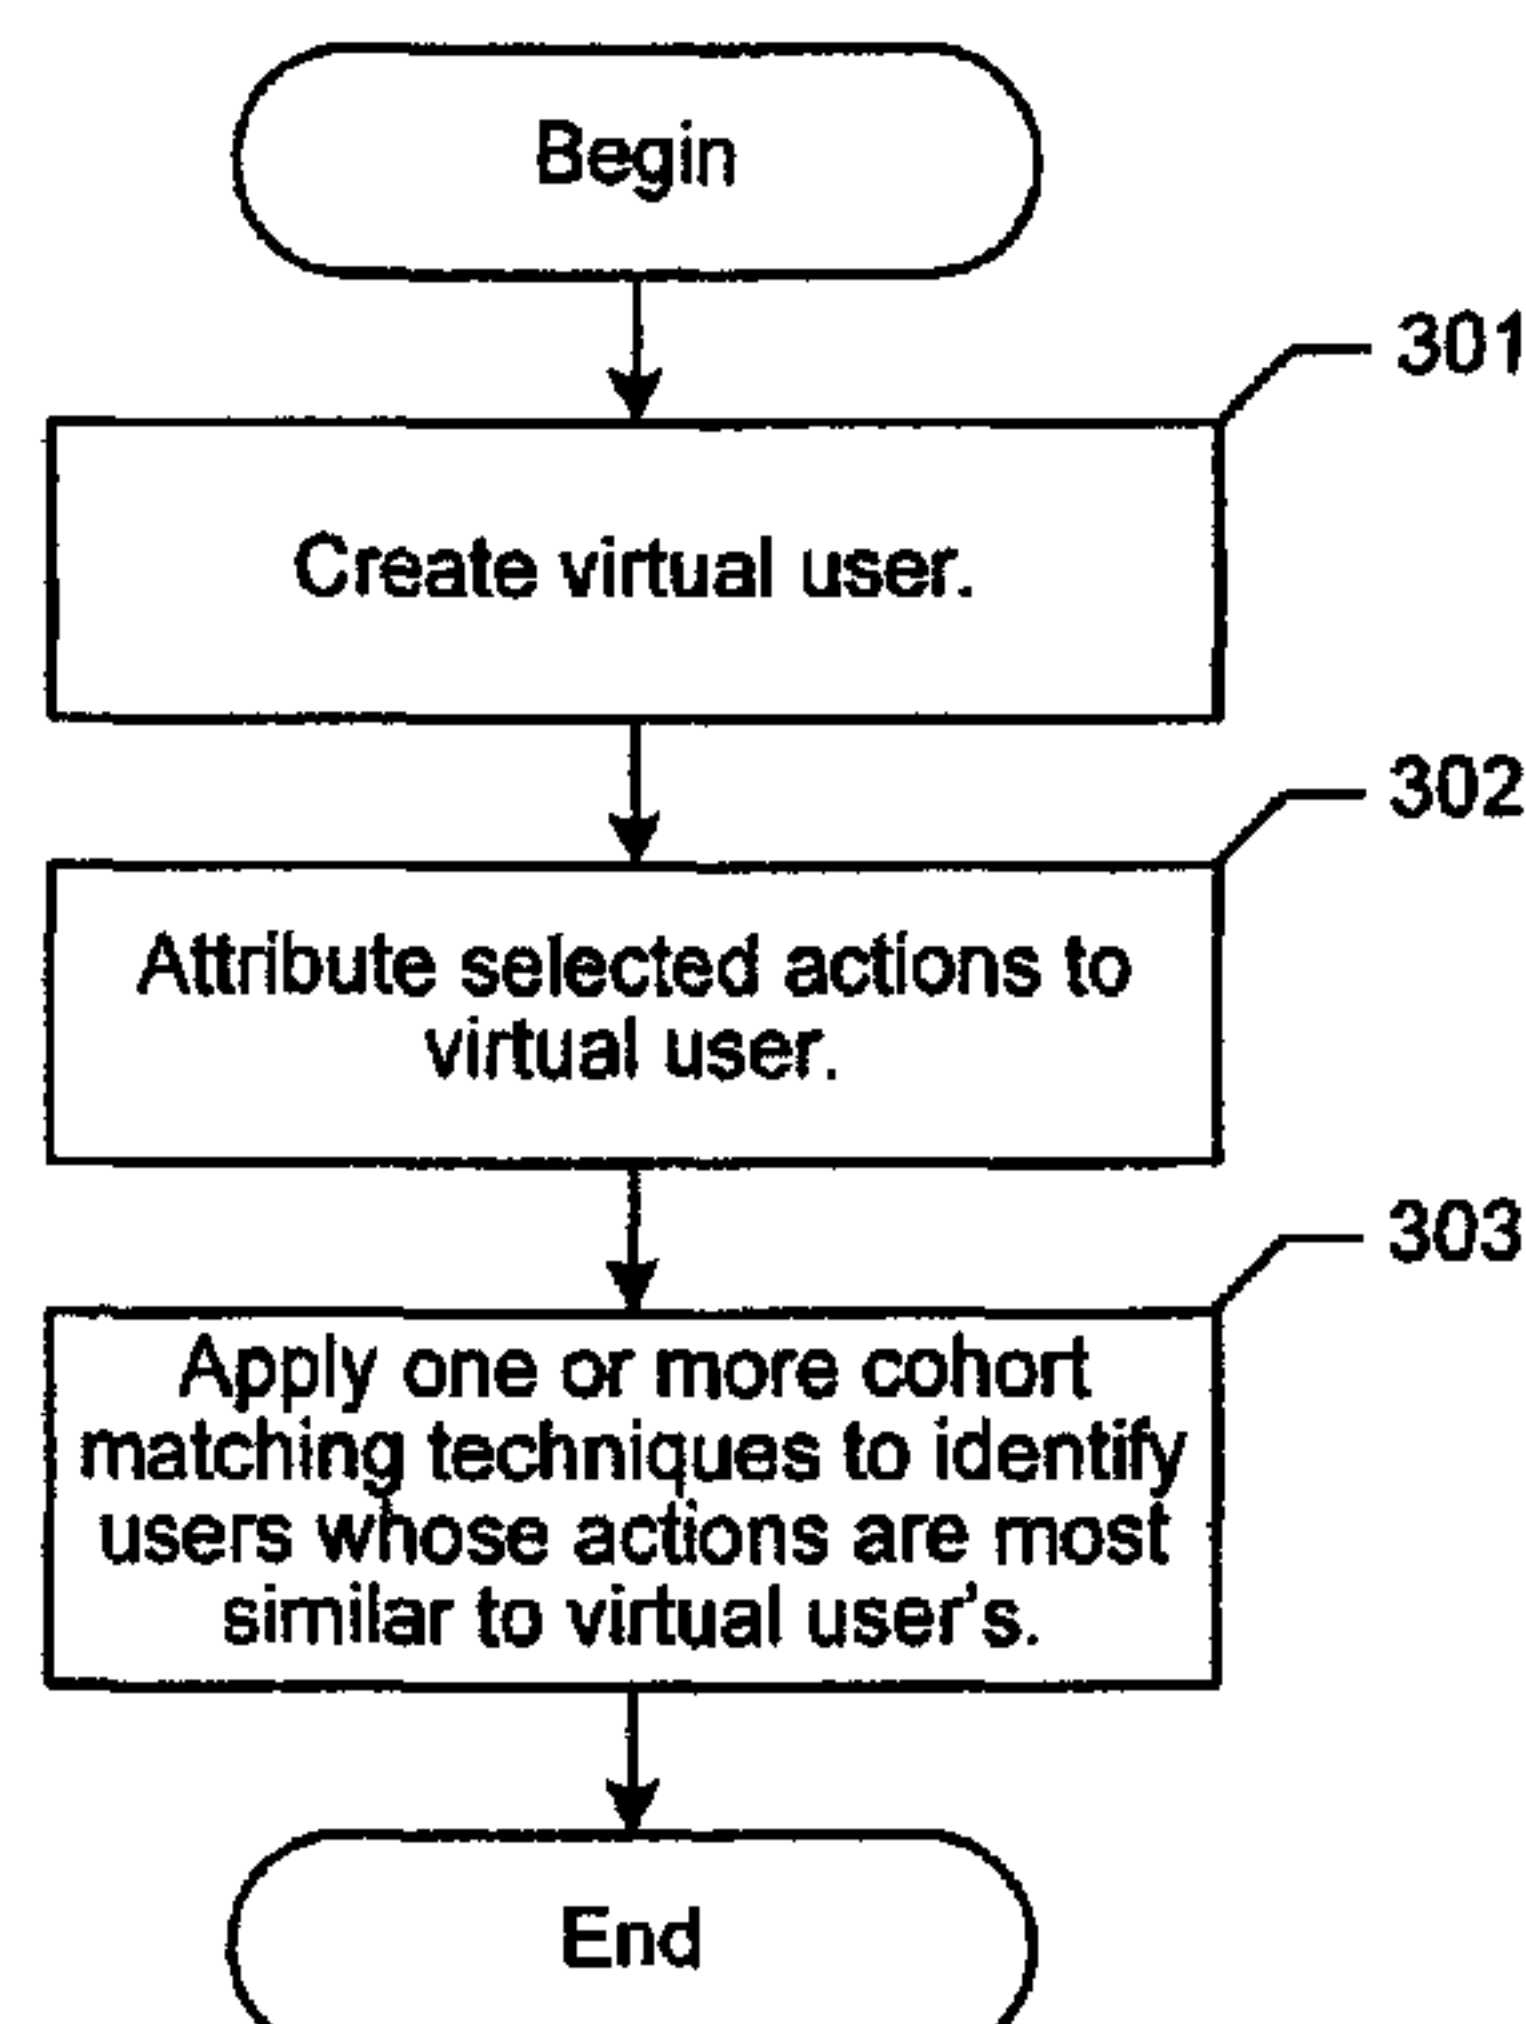 Begin
301
Create virtual user.
302
Attribute selected actions to
virtual user.
303
Apply one or more cohort
matching techniques to identify
users whose actions are most
similar to virtual user's.
End